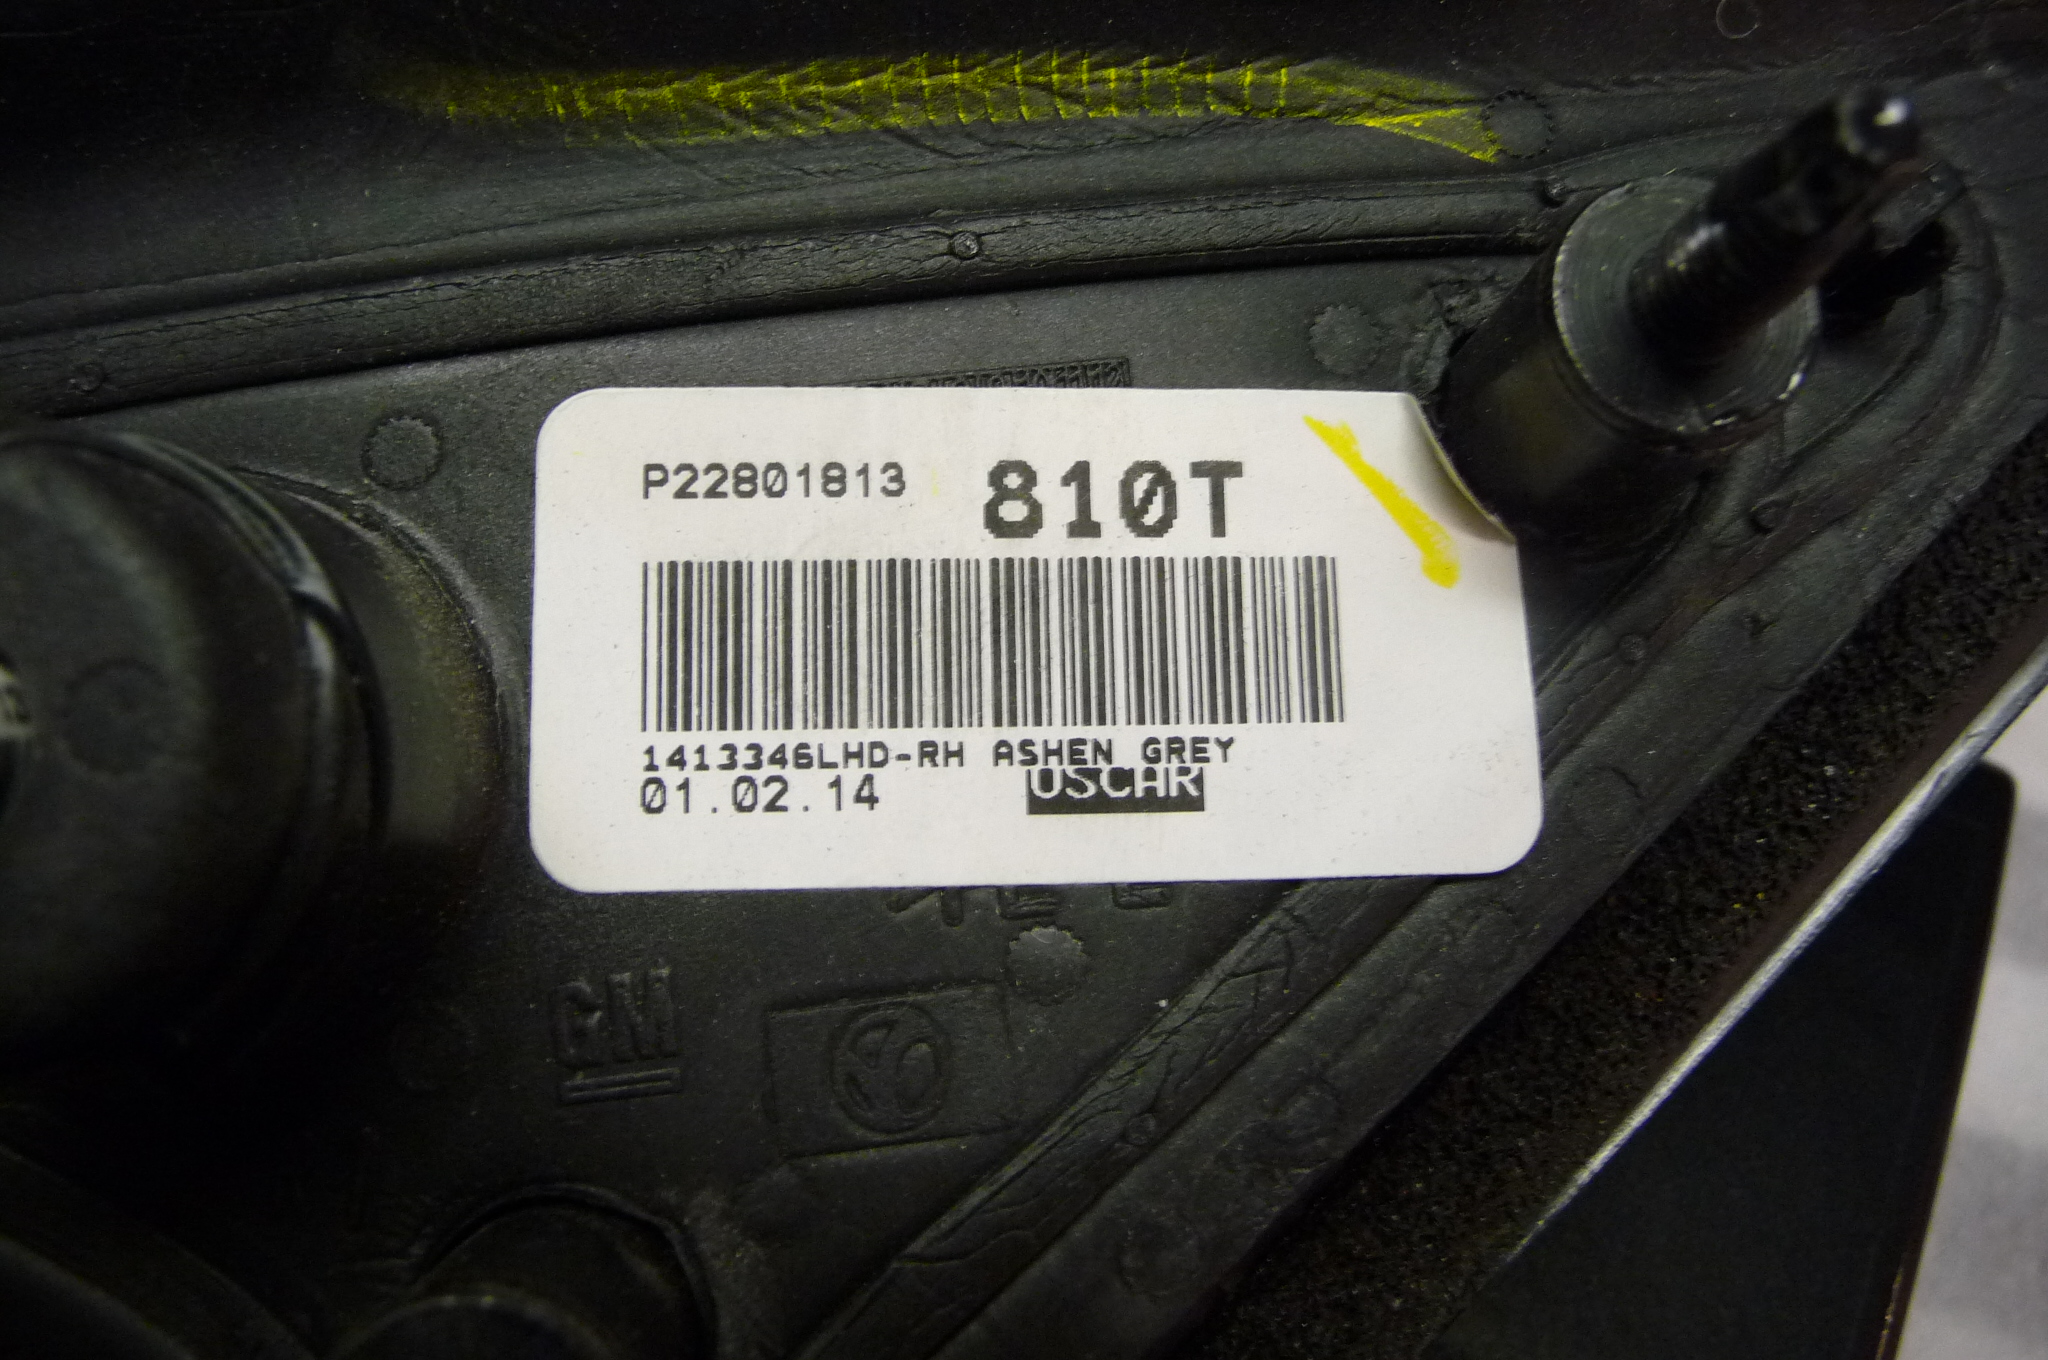 P22801813 810T
1413346LHD-RH ASHEN GREY
01.02.14 USCAR
GM